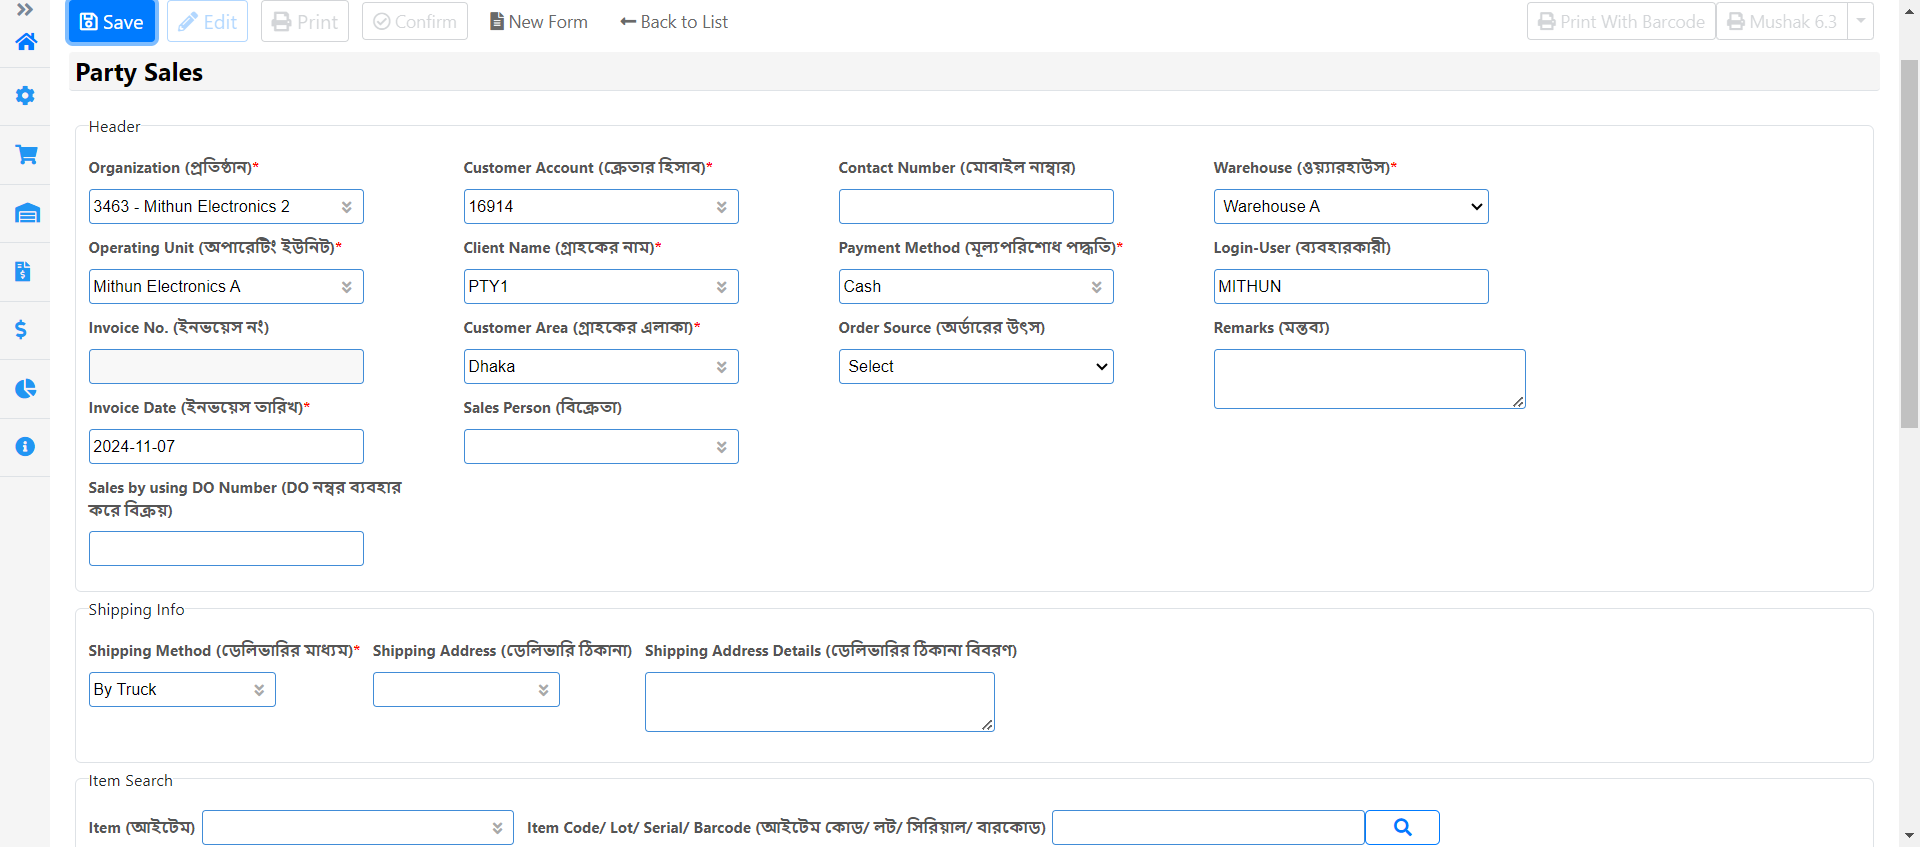 Save Edit Print Confirm New Form Back to List Print With Barcode Mushak 6.3
Party Sales
Header
Organization (প্রতিষ্ঠান)* Customer Account (ক্রেতার হিসাব)* Contact Number (মোবাইল নাম্বার) Warehouse (ওয়্যারহাউস)*
3463 - Mithun Electronics 2 16914 Warehouse A
Operating Unit (অপারেটিং ইউনিট)* Client Name (গ্রাহকের নাম)* Payment Method (মূল্যপরিশোধ পদ্ধতি)* Login-User (ব্যবহারকারী)
Mithun Electronics A PTY1 Cash MITHUN
Invoice No. (ইনভয়েস নং) Customer Area (গ্রাহকের এলাকা)* Order Source (অর্ডারের উৎস) Remarks (মন্তব্য)
Dhaka Select
Invoice Date (ইনভয়েস তারিখ)* Sales Person (বিক্রেতা)
2024-11-07
Sales by using DO Number (DO নম্বর ব্যবহার
করে বিক্রয়)
Shipping Info
Shipping Method (ডেলিভারির মাধ্যম)* Shipping Address (ডেলিভারি ঠিকানা) Shipping Address Details (ডেলিভারির ঠিকানা বিবরণ)
By Truck
Item Search
Item (আইটেম) Item Code/ Lot/ Serial/ Barcode (আইটেম কোড/ লট/ সিরিয়াল/ বারকোড)